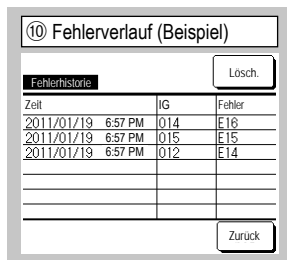 ⑩ Fehlerverlauf (Beispiel)
Fehlerhistorie
Lösch.
Zeit IG Fehler
2011/01/19 6:57 PM 014 E16
2011/01/19 6:57 PM 015 E15
2011/01/19 6:57 PM 012 E14
Zurück